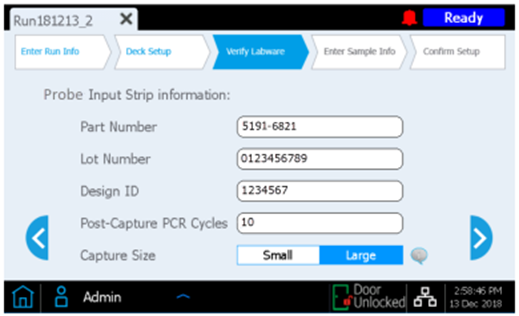 Run181213_2
Ready
Enter Run Info
Deck Setup
Verify Labware
Enter Sample Info
Confirm Setup
Probe Input Strip information:
Part Number 5191-6821
Lot Number 0123456789
Design ID 1234567
Post-Capture PCR Cycles 10
Capture Size Small Large
Admin
Door
Unlocked
2:58:46 PM
13 Dec 2018